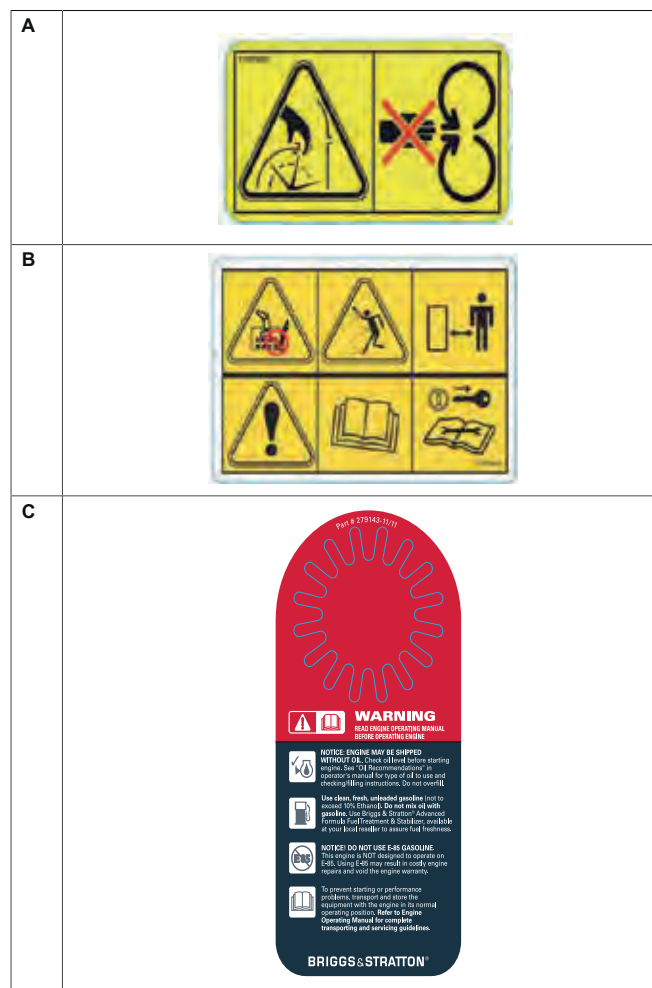 A
B
C
Part # 279143-11/11
WARNING
READ ENGINE OPERATING MANUAL
BEFORE OPERATING ENGINE
NOTICE: ENGINE MAY BE SHIPPED
WITHOUT OIL. Check oil level before starting
engine. See "Oil Recommendations" in
operator's manual for type of oil to use and
checking/filling instructions. Do not overfill.
Use clean, fresh, unleaded gasoline (not to
exceed 10% Ethanol). Do not mix oil with
gasoline. Use Briggs & Stratton® Advanced
Formula FuelTreatment & Stabilizer, available
at your local reseller to assure fuel freshness.
E85
NOTICE! DO NOT USE E-85 GASOLINE.
This engine is NOT designed to operate on
E-85. Using E-85 may result in costly engine
repairs and void the engine warranty.
To prevent starting or performance
problems, transport and store the
equipment with the engine in its normal
operating position. Refer to Engine
Operating Manual for complete
transporting and servicing guidelines.
BRIGGS&STRATTON®